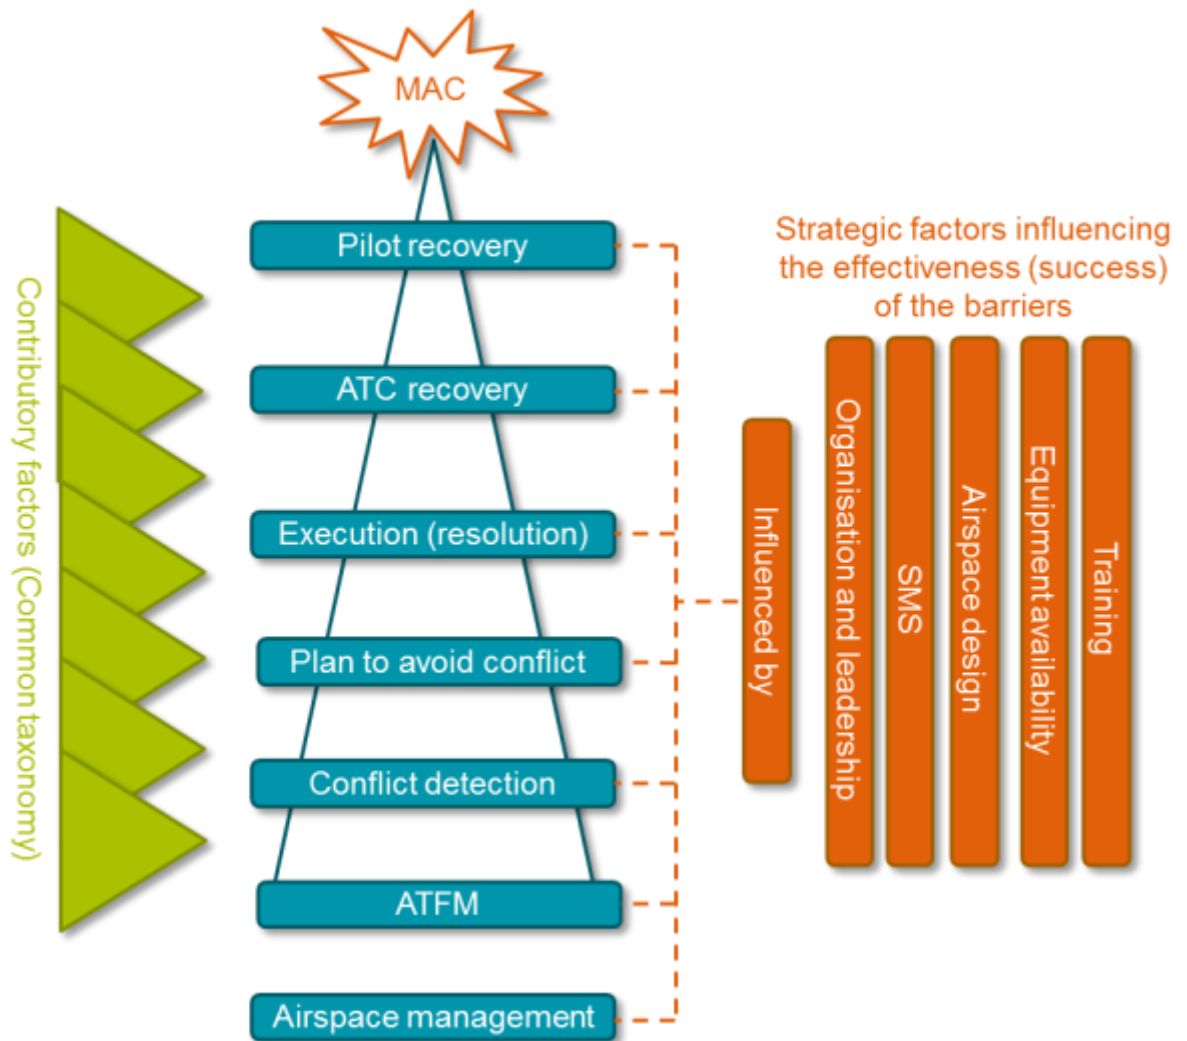 MAC
Pilot recovery
ATC recovery
Execution (resolution)
Plan to avoid conflict
Conflict detection
ATFM
Airspace management
Contributory factors (Common taxonomy)
Strategic factors influencing
the effectiveness (success)
of the barriers
Influenced by
Organisation and leadership
SMS
Airspace design
Equipment availability
Training